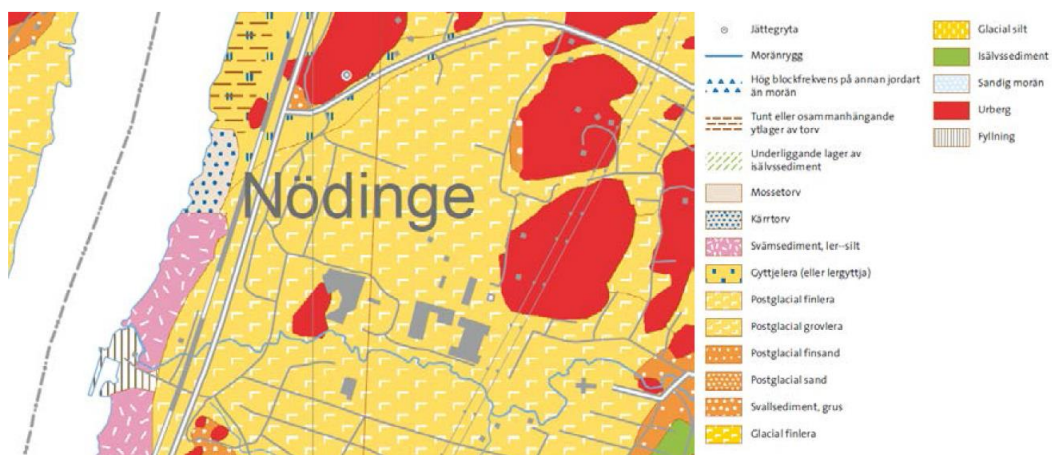 Nödinge
Jättegryta
Moränrygg
Hög blockfrekvens på annan jordart
än morän
Tunt eller osammanhängande
ytlager av torv
Underliggande lager av
isälvssediment
Mossetorv
Kärrtorv
Svämsediment, ler--silt
Gyttjelera (eller lergyttja)
Postglacial finlera
Postglacial grovlera
Postglacial finsand
Postglacial sand
Svallsediment, grus
Glacial finlera
Glacial silt
Isälvssediment
Sandig morän
Urberg
Fyllning